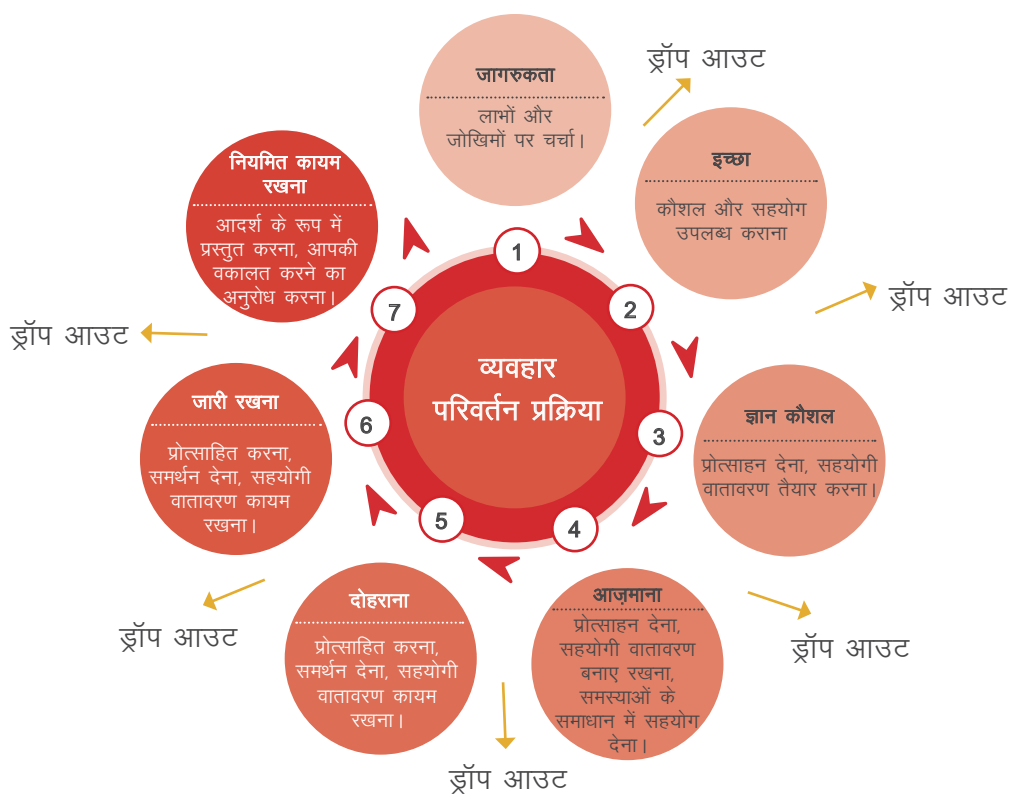 व्यवहार
परिवर्तन प्रक्रिया
1
जागरुकता
लाभों और
जोखिमों पर चर्चा।
ड्रॉप आउट
2
इच्छा
कौशल और सहयोग
उपलब्ध कराना
ड्रॉप आउट
3
ज्ञान कौशल
प्रोत्साहन देना, सहयोगी
वातावरण तैयार करना।
ड्रॉप आउट
4
आज़माना
प्रोत्साहन देना,
सहयोगी वातावरण
बनाए रखना,
समस्याओं के
समाधान में सहयोग
देना।
ड्रॉप आउट
5
दोहराना
प्रोत्साहित करना,
समर्थन देना, सहयोगी
वातावरण कायम
रखना।
ड्रॉप आउट
6
जारी रखना
प्रोत्साहित करना,
समर्थन देना, सहयोगी
वातावरण कायम
रखना।
ड्रॉप आउट
7
नियमित कायम
रखना
आदर्श के रूप में
प्रस्तुत करना, आपकी
वकालत करने का
अनुरोध करना।